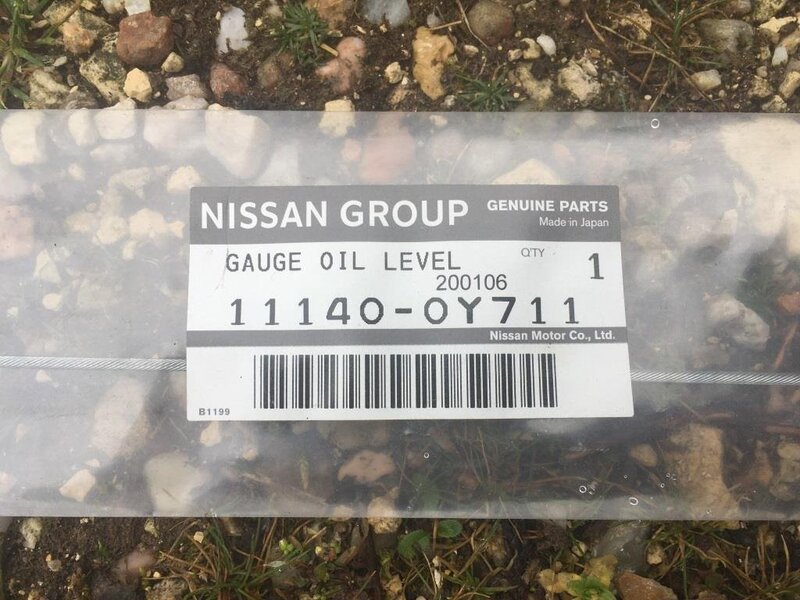 NISSAN GROUP GENUINE PARTS
Made in Japan
GAUGE OIL LEVEL Q'TY 1
200106
11140-0Y711
Nissan Motor Co., Ltd.
B1199